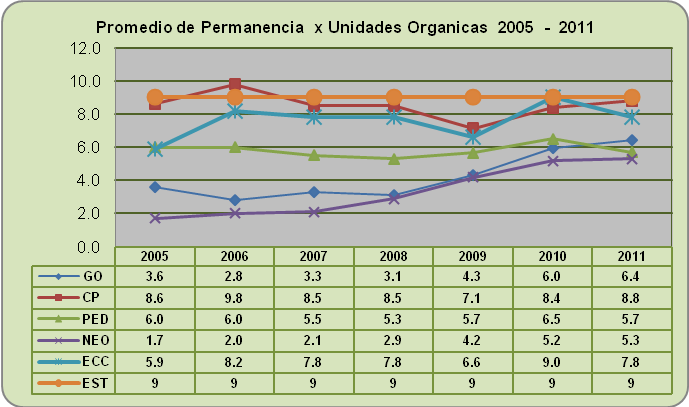 Promedio de Permanencia x Unidades Organicas 2005 - 2011
12.0
10.0
8.0
6.0
4.0
2.0
0.0
2005 2006 2007 2008 2009 2010 2011
GO 3.6 2.8 3.3 3.1 4.3 6.0 6.4
CP 8.6 9.8 8.5 8.5 7.1 8.4 8.8
PED 6.0 6.0 5.5 5.3 5.7 6.5 5.7
NEO 1.7 2.0 2.1 2.9 4.2 5.2 5.3
ECC 5.9 8.2 7.8 7.8 6.6 9.0 7.8
EST 9 9 9 9 9 9 9